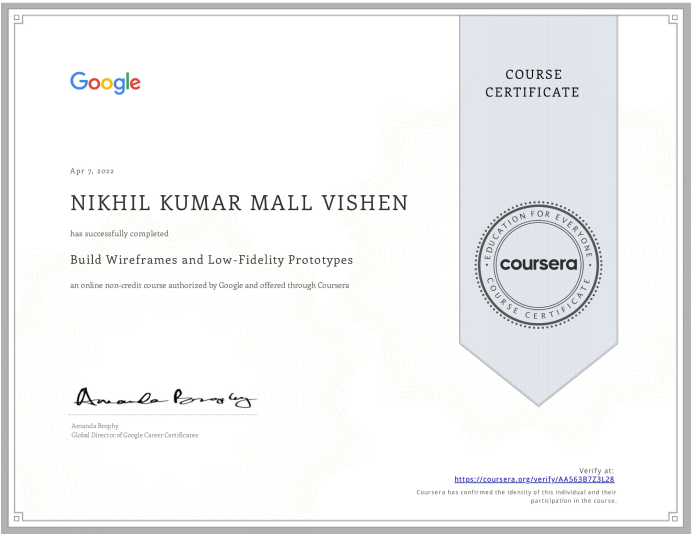 Google
COURSE
CERTIFICATE
Apr 7, 2022
NIKHIL KUMAR MALL VISHEN
has successfully completed
Build Wireframes and Low-Fidelity Prototypes
an online non-credit course authorized by Google and offered through Coursera
EDUCATION FOR EVERYONE
coursera
COURSE CERTIFICATE
Amanda Brophy
Amanda Brophy
Global Director of Google Career Certificates
Verify at:
https://coursera.org/verify/AA563B7Z3L28
Coursera has confirmed the identity of this individual and their
participation in the course.